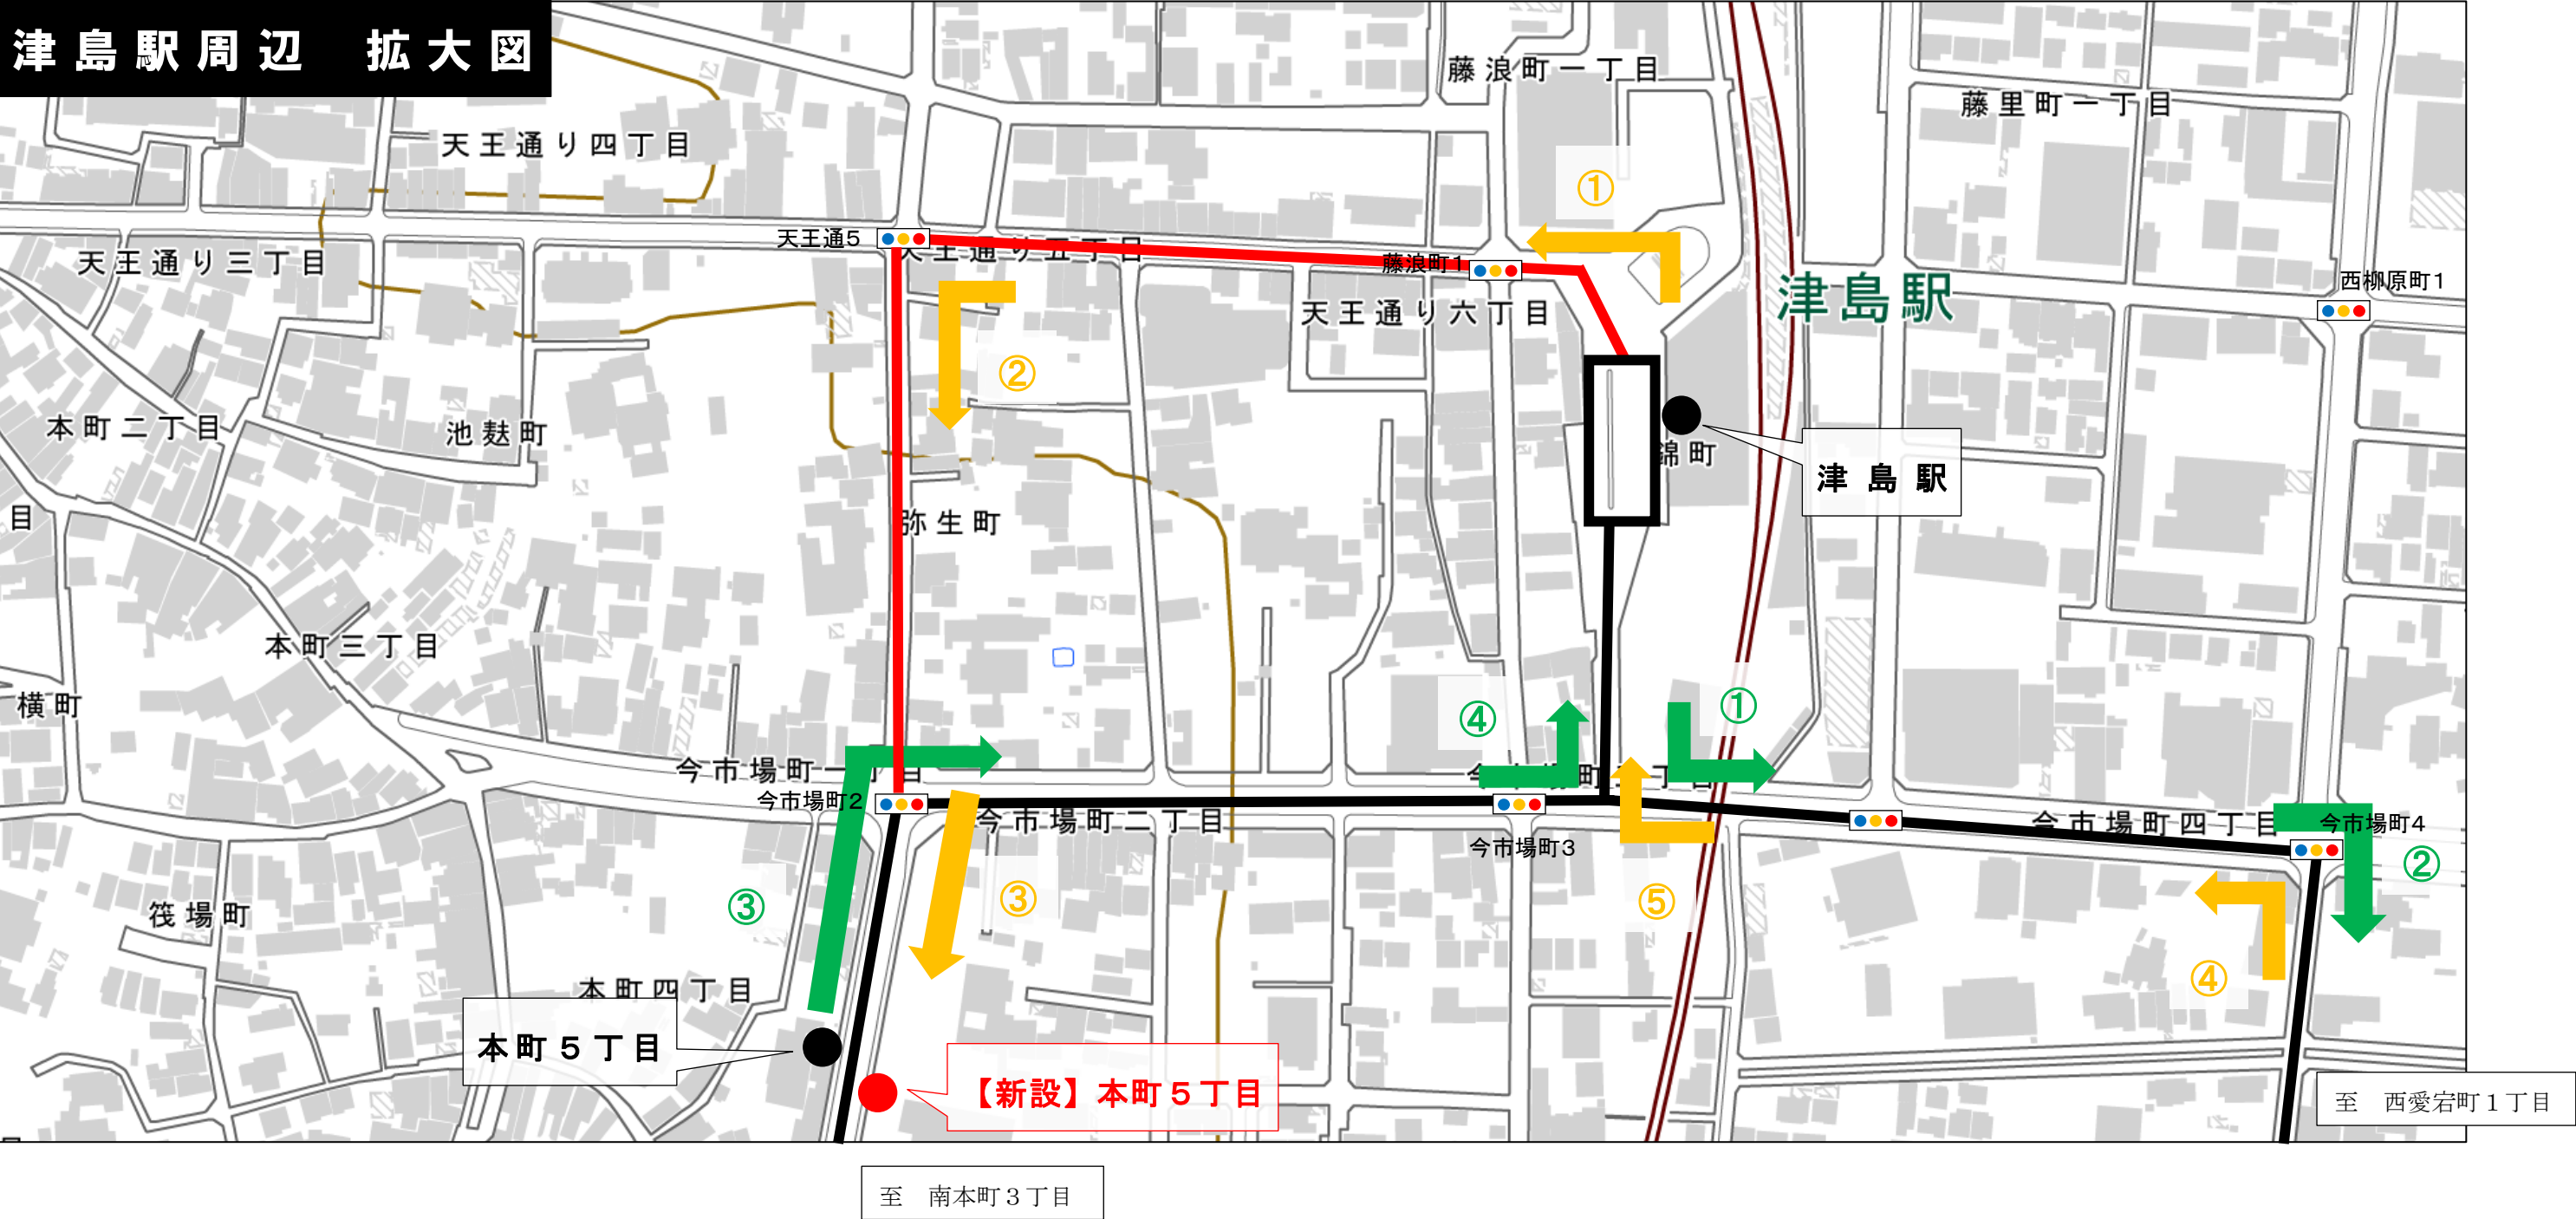 津島駅周辺 拡大図
藤浪町一丁目
藤里町一丁目
天王通り四丁目
①
天王通5
天王通り五丁目
藤浪町1
天王通り三丁目
津島駅
西柳原町1
天王通り六丁目
②
本町二丁目
池麩町
錦町
津島駅
目
弥生町
本町三丁目
横町
④
①
今市場町一丁目
今市場町2
今市場町二丁目
今市場町3
今市場町四丁目
今市場町4
②
③
③
⑤
筏場町
④
本町四丁目
本町5丁目
【新設】本町5丁目
至 西愛宕町1丁目
至 南本町3丁目